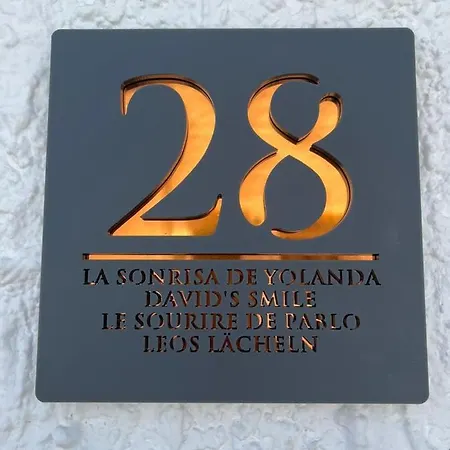 28
LA SONRISA DE YOLANDA
DAVID'S SMILE
LE SOURIRE DE PABLO
LEOS LÄCHELN